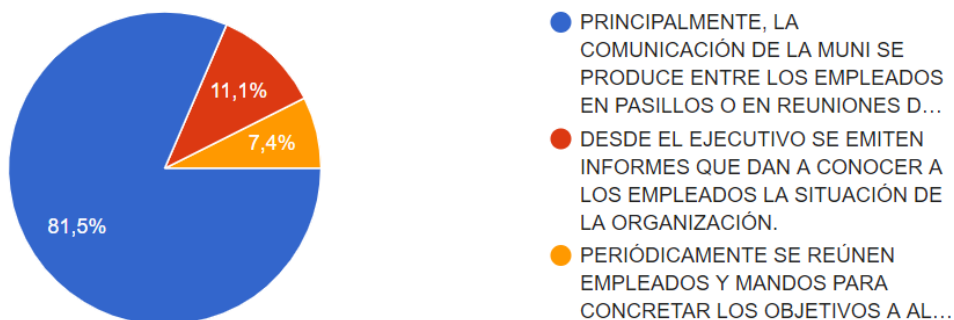 11,1%
7,4%
81,5%
PRINCIPALMENTE, LA
COMUNICACIÓN DE LA MUNI SE
PRODUCE ENTRE LOS EMPLEADOS
EN PASILLOS O EN REUNIONES D...
DESDE EL EJECUTIVO SE EMITEN
INFORMES QUE DAN A CONOCER A
LOS EMPLEADOS LA SITUACIÓN DE
LA ORGANIZACIÓN.
PERIÓDICAMENTE SE REÚNEN
EMPLEADOS Y MANDOS PARA
CONCRETAR LOS OBJETIVOS A AL...